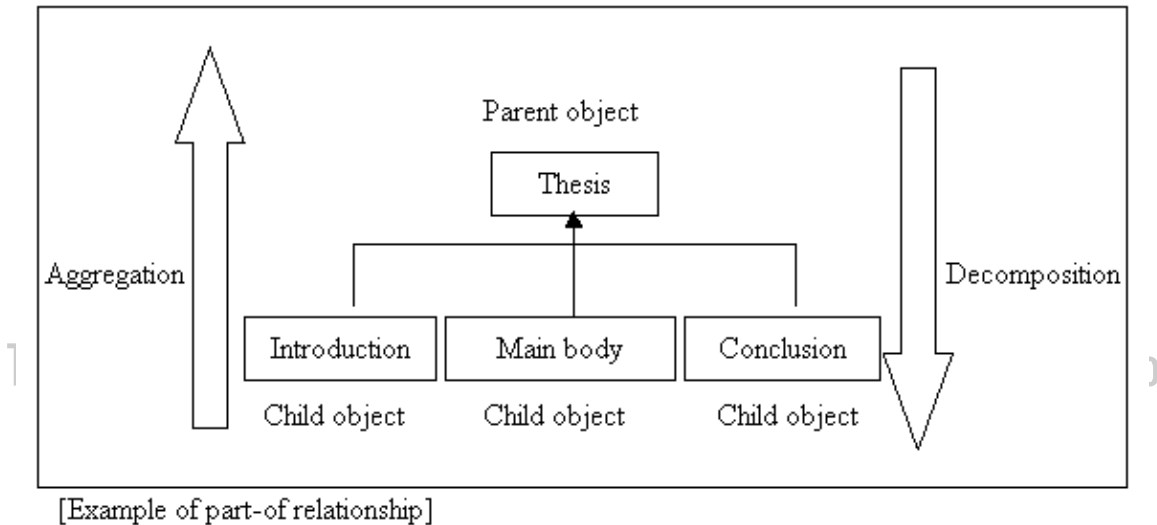 Parent object
Thesis
Aggregation
Decomposition
Introduction
Main body
Conclusion
Child object
Child object
Child object
[Example of part-of relationship]